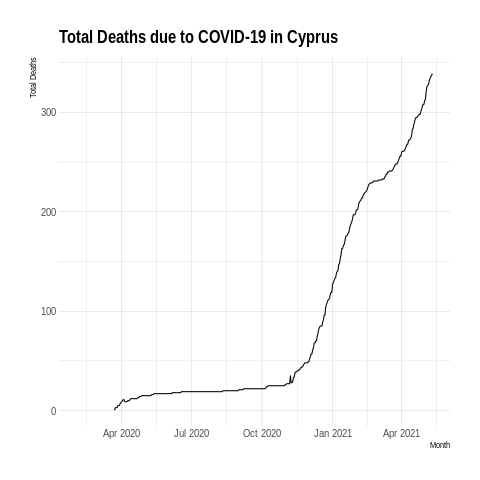 Total Deaths due to COVID-19 in Cyprus
Total Deaths
300
200
100
0
Apr 2020
Jul 2020
Oct 2020
Jan 2021
Apr 2021
Month